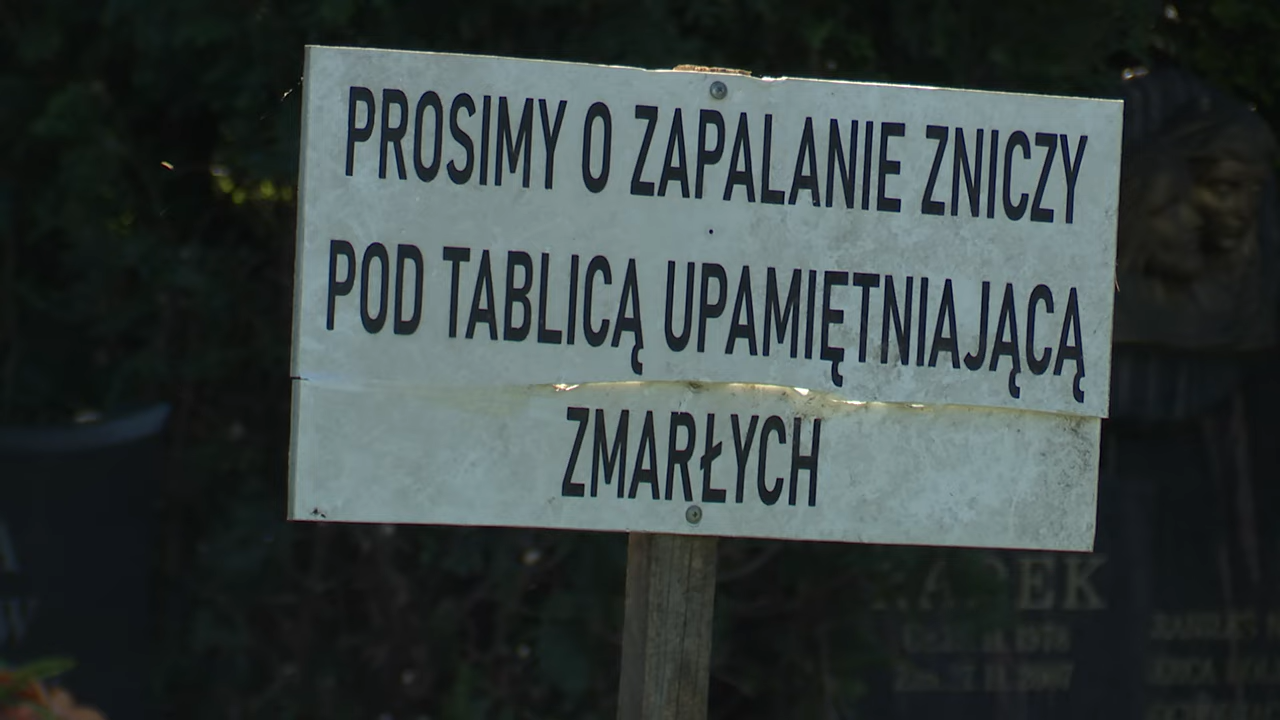 PROSIMY O ZAPALANIE ZNICZY
POD TABLICĄ UPAMIĘTNIAJĄCĄ
ZMARŁYCH